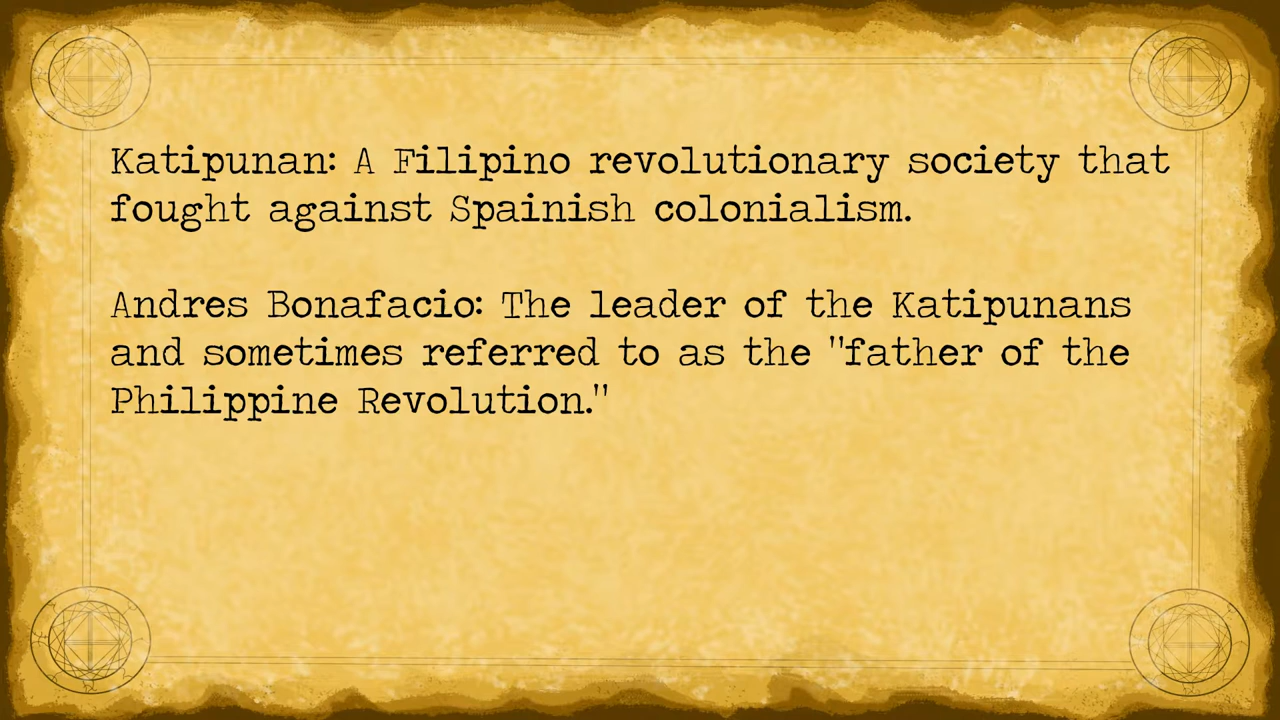 Katipunan: A Filipino revolutionary society that
fought against Spainish colonialism.
Andres Bonafacio: The leader of the Katipunans
and sometimes referred to as the "father of the
Philippine Revolution."